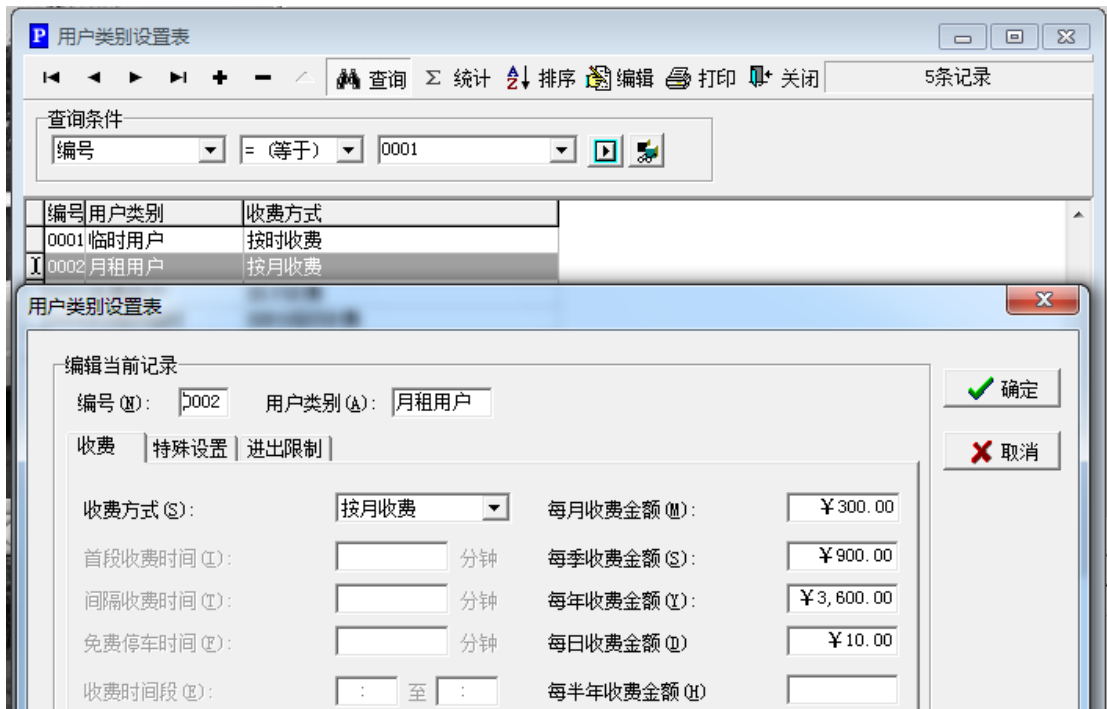 P 用户类别设置表
查询 Σ 统计 排序 编辑 打印 关闭 5条记录
查询条件
编号 = (等于) 0001
编号 用户类别 收费方式
0001 临时用户 按时收费
0002 月租用户 按月收费
用户类别设置表
编辑当前记录
编号(N): 0002 用户类别(A): 月租用户
确定
收费 特殊设置 进出限制
取消
收费方式(S): 按月收费 每月收费金额(M): ¥300.00
首段收费时间(I): 分钟 每季收费金额(S): ¥900.00
间隔收费时间(T): 分钟 每年收费金额(Y): ¥3,600.00
免费停车时间(F): 分钟 每日收费金额(D) ¥10.00
收费时间段(E): : 至 : 每半年收费金额(H)